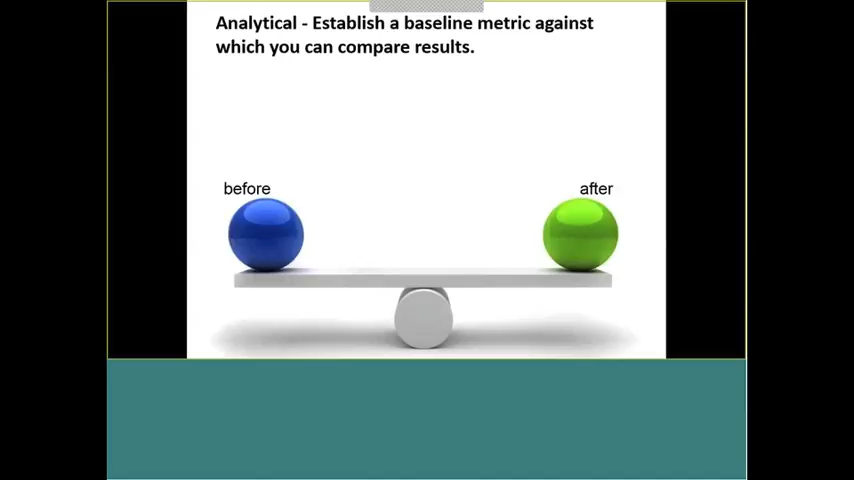 Analytical - Establish a baseline metric against
which you can compare results.
before
after